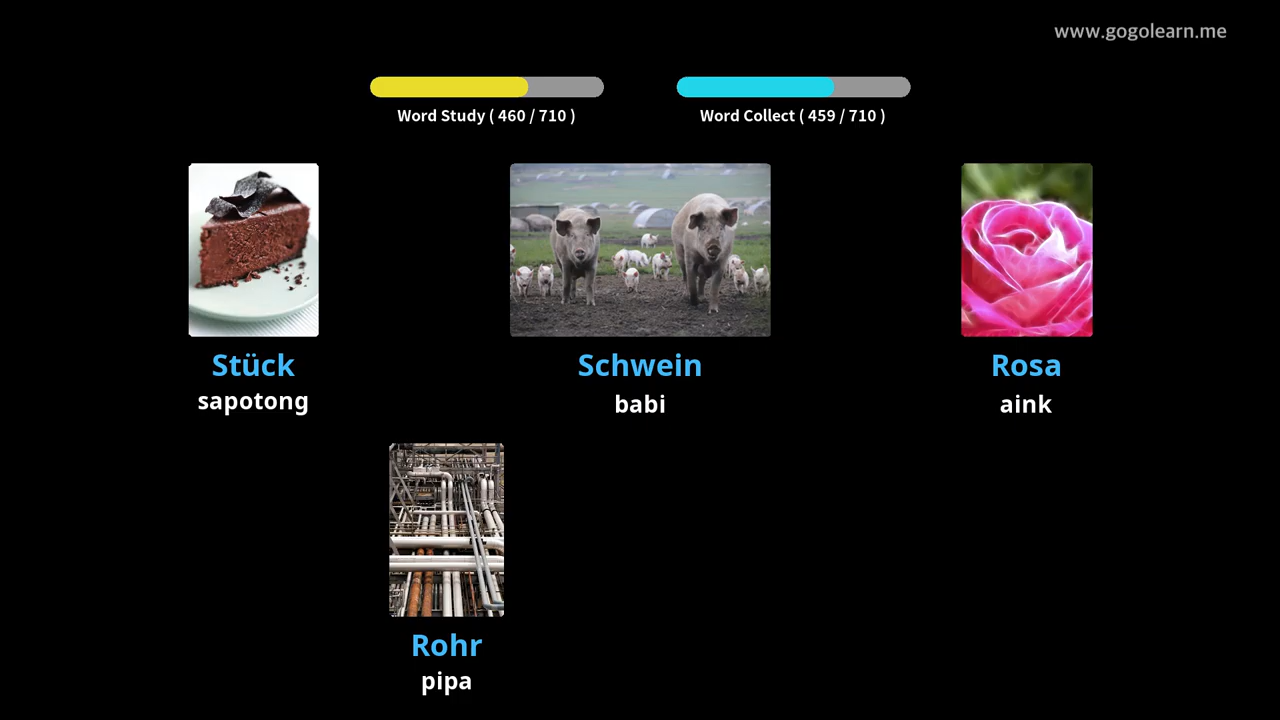 www.gogolearn.me
Word Study ( 460 / 710 )
Word Collect ( 459 / 710 )
Stück
sapotong
Schwein
babi
Rosa
aink
Rohr
pipa